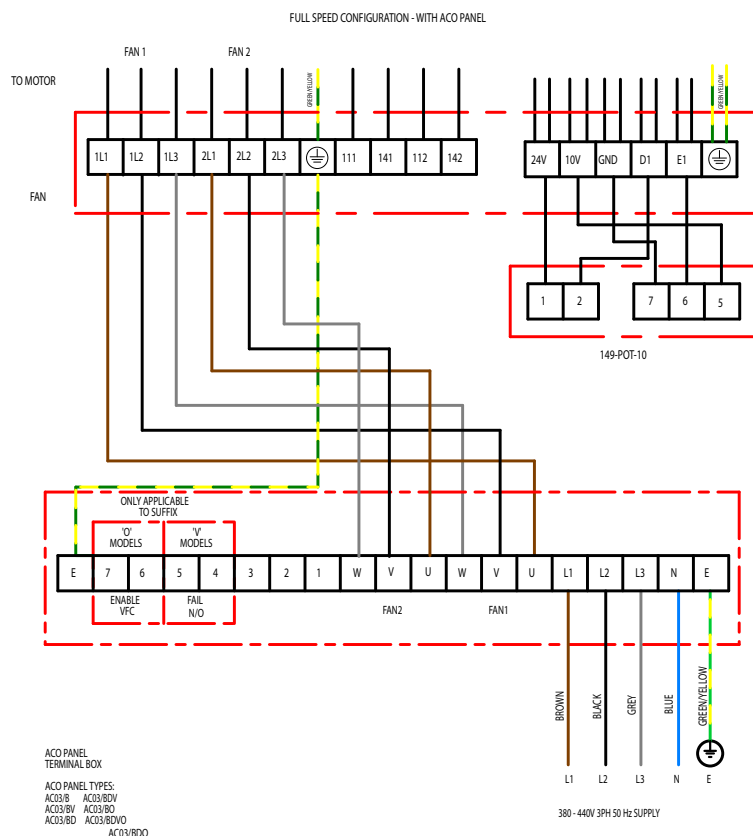 FULL SPEED CONFIGURATION - WITH ACO PANEL
FAN 1
FAN 2
TO MOTOR
GREEN/YELLOW
GREEN/YELLOW
1L1 1L2 1L3 2L1 2L2 2L3 111 141 112 142
24V 10V GND D1 E1
FAN
1 2 7 6 5
149-POT-10
ONLY APPLICABLE
TO SUFFIX
'O'
MODELS
'V'
MODELS
E 7 6 5 4 3 2 1 W V U W V U L1 L2 L3 N E
ENABLE
VFC
FAIL
N/O
FAN2
FAN1
BROWN
BLACK
GREY
BLUE
GREEN/YELLOW
L1 L2 L3 N E
380 - 440V 3PH 50 Hz SUPPLY
ACO PANEL
TERMINAL BOX
ACO PANEL TYPES:
AC03/B AC03/BDV
AC03/BV AC03/BO
AC03/BD AC03/BDVO
AC03/BDO